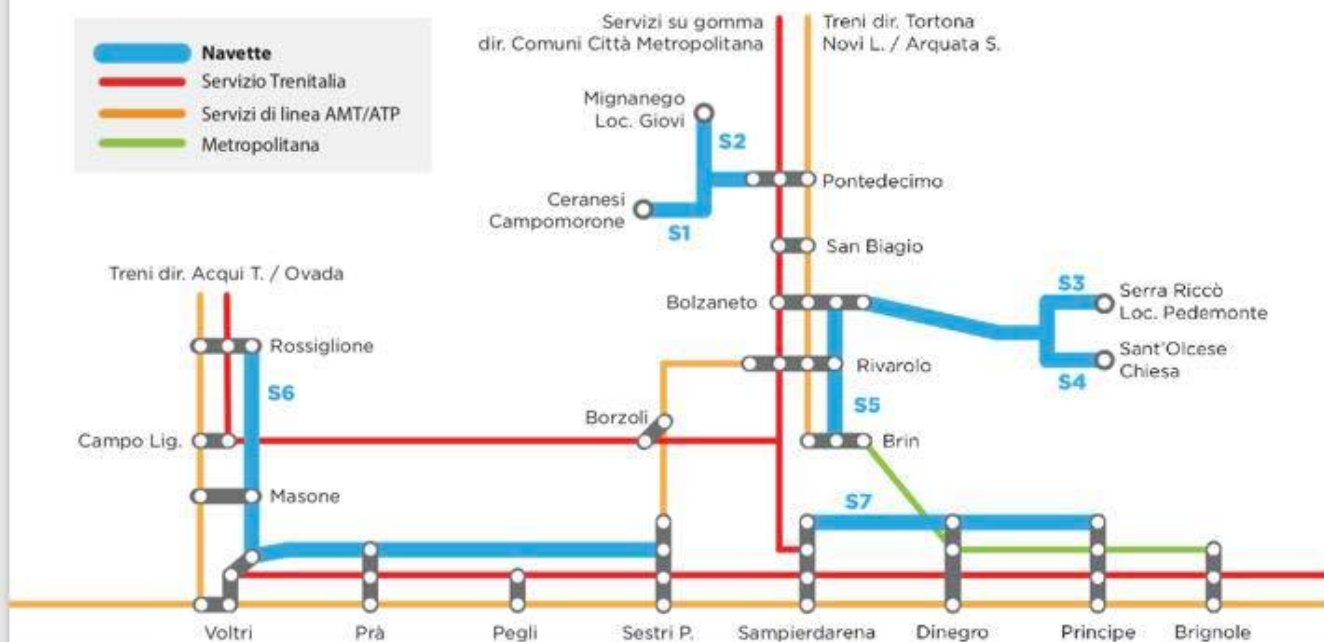 Navette
Servizio Trenitalia
Servizi di linea AMT/ATP
Metropolitana
Servizi su gomma
dir. Comuni Città Metropolitana
Treni dir. Tortona
Novi L. / Arquata S.
Mignanego
Loc. Giovi
S2
Pontedecimo
Ceranesi
Campomorone
S1
San Biagio
Treni dir. Acqui T. / Ovada
Bolzaneto
S3
Serra Riccò
Loc. Pedemonte
Rossiglione
Rivarolo
Sant'Olcese
Chiesa
S4
S6
S5
Borzoli
Campo Lig.
Brin
Masone
S7
Voltri
Prà
Pegli
Sestri P.
Sampierdarena
Dinegro
Principe
Brignole